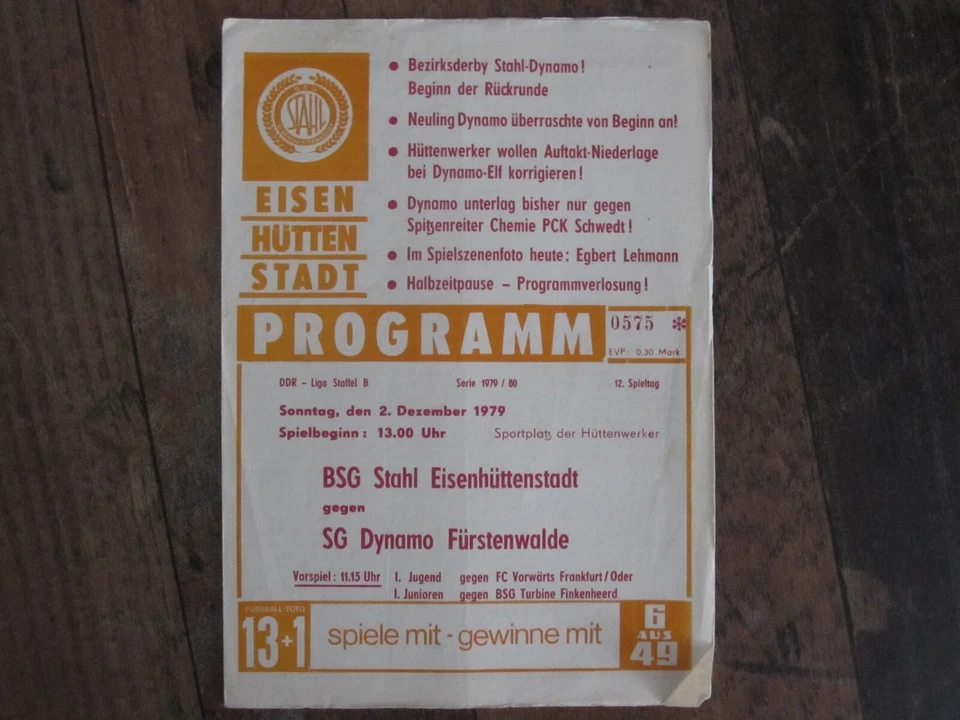 BSG
STAHL
EISEN
HÜTTEN
STADT
● Bezirksderby Stahl-Dynamo!
Beginn der Rückrunde
● Neuling Dynamo überraschte von Beginn an!
● Hüttenwerker wollen Auftakt-Niederlage
bei Dynamo-Elf korrigieren!
● Dynamo unterlag bisher nur gegen
Spitzenreiter Chemie PCK Schwedt!
● Im Spielszenenfoto heute: Egbert Lehmann
● Halbzeitpause – Programmverlosung!
PROGRAMM
0575 *
EVP: 0,30 Mark
DDR – Liga Staffel B Serie 1979 / 80 12. Spieltag
Sonntag, den 2. Dezember 1979
Spielbeginn: 13.00 Uhr Sportplatz der Hüttenwerker
BSG Stahl Eisenhüttenstadt
gegen
SG Dynamo Fürstenwalde
Vorspiel: 11.15 Uhr I. Jugend gegen FC Vorwärts Frankfurt/Oder
I. Junioren gegen BSG Turbine Finkenheerd
FUSSBALL-TOTO
13+1
spiele mit - gewinne mit
6
AUS
49